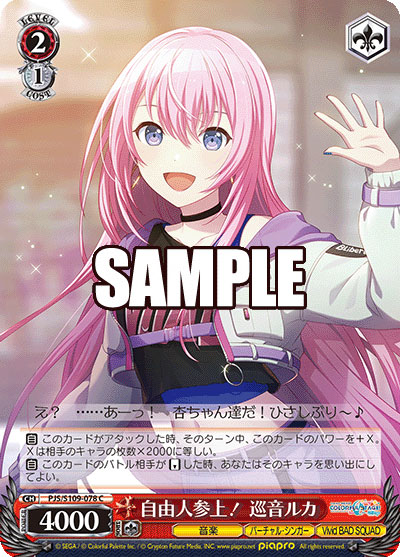 LEVEL
2
1
COST
SAMPLE
え? ……あーっ! 杏ちゃん達だ!ひさしぶり〜♪
【自】 このカードがアタックした時、そのターン中、このカードのパワーを＋X。
Xは相手のキャラの枚数×2000に等しい。
【自】 このカードのバトル相手が【リバース】した時、あなたはそのキャラを思い出にし
てよい。
CH PJS/S109-078 C
自由人参上! 巡音ルカ
COLORFUL STAGE!
POWER
4000
音楽
バーチャル・シンガー
Vivid BAD SQUAD
© SEGA / © Colorful Palette Inc. / © Crypton Future Media, INC. www.piapro.net piapro